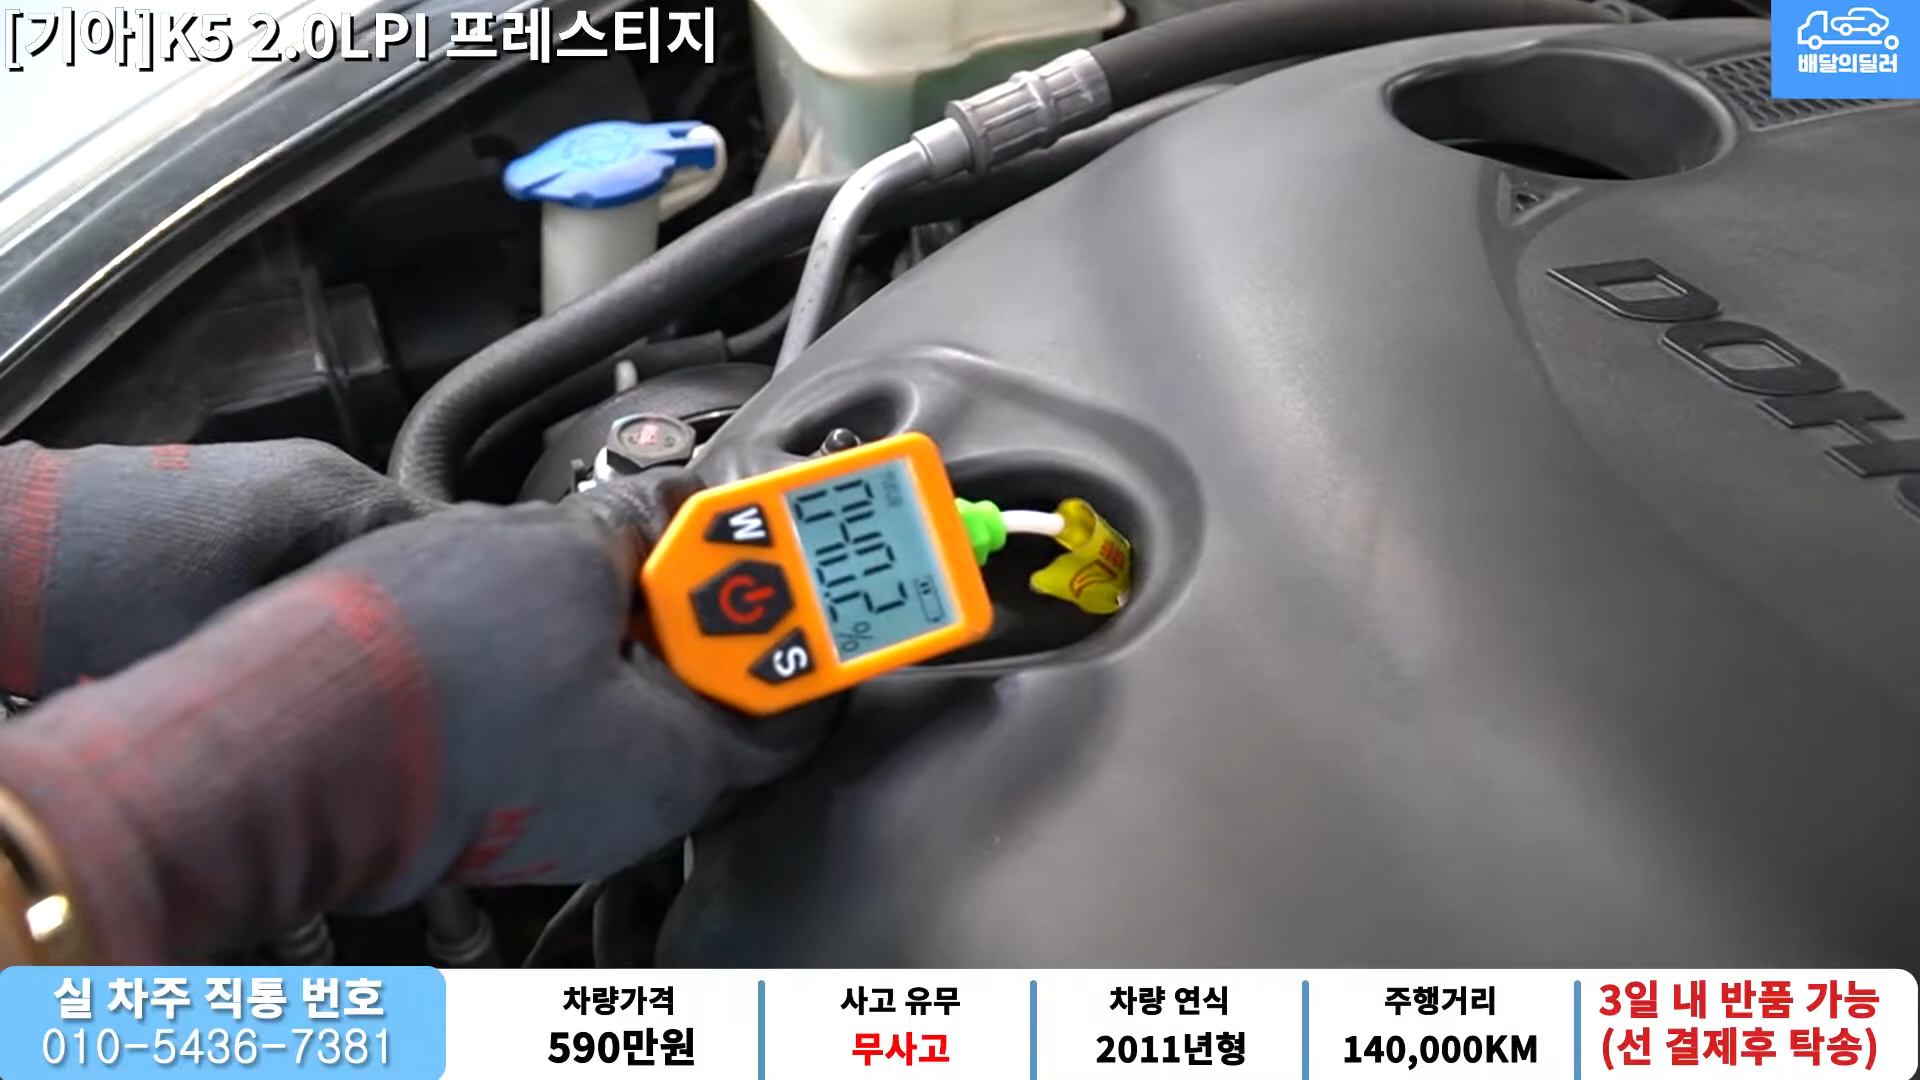 [기아]K5 2.0LPI 프레스티지
배달의딜러
DOH
W
S
%
실 차주 직통 번호
010-5436-7381
차량가격
590만원
사고 유무
무사고
차량 연식
2011년형
주행거리
140,000KM
3일 내 반품 가능
(선 결제후 탁송)